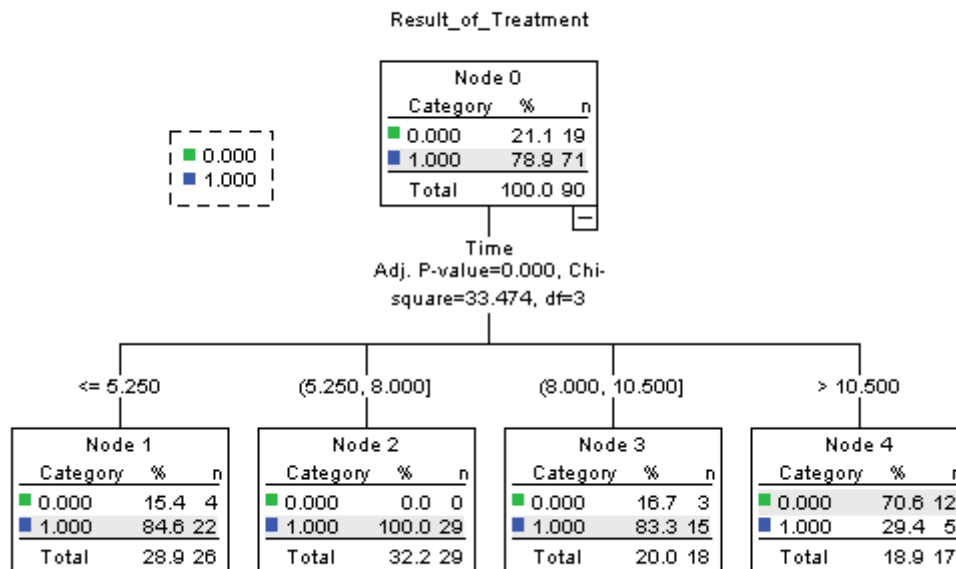 Result_of_Treatment
Node 0
Category % n
0.000 21.1 19
1.000 78.9 71
Total 100.0 90
0.000
1.000
Time
Adj. P-value=0.000, Chi-
square=33.474, df=3
<= 5.250
(5.250, 8.000]
(8.000, 10.500]
> 10.500
Node 1
Category % n
0.000 15.4 4
1.000 84.6 22
Total 28.9 26
Node 2
Category % n
0.000 0.0 0
1.000 100.0 29
Total 32.2 29
Node 3
Category % n
0.000 16.7 3
1.000 83.3 15
Total 20.0 18
Node 4
Category % n
0.000 70.6 12
1.000 29.4 5
Total 18.9 17